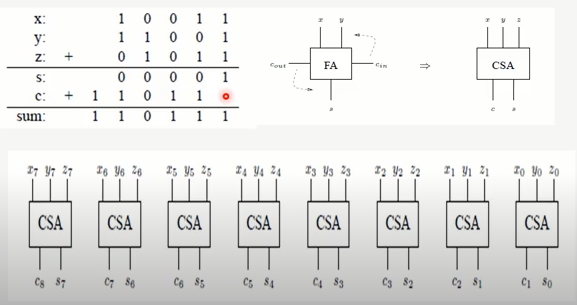 x: 1 0 0 1 1
y: 1 1 0 0 1
z: + 0 1 0 1 1
s: 0 0 0 0 1
c: + 1 1 0 1 1
sum: 1 1 0 1 1 1
x y
c_out FA c_in
s
⇒
x y z
CSA
c s
x₇ y₇ z₇ x₆ y₆ z₆ x₅ y₅ z₅ x₄ y₄ z₄ x₃ y₃ z₃ x₂ y₂ z₂ x₁ y₁ z₁ x₀ y₀ z₀
CSA CSA CSA CSA CSA CSA CSA CSA
c₈ s₇ c₇ s₆ c₆ s₅ c₅ s₄ c₄ s₃ c₃ s₂ c₂ s₁ c₁ s₀